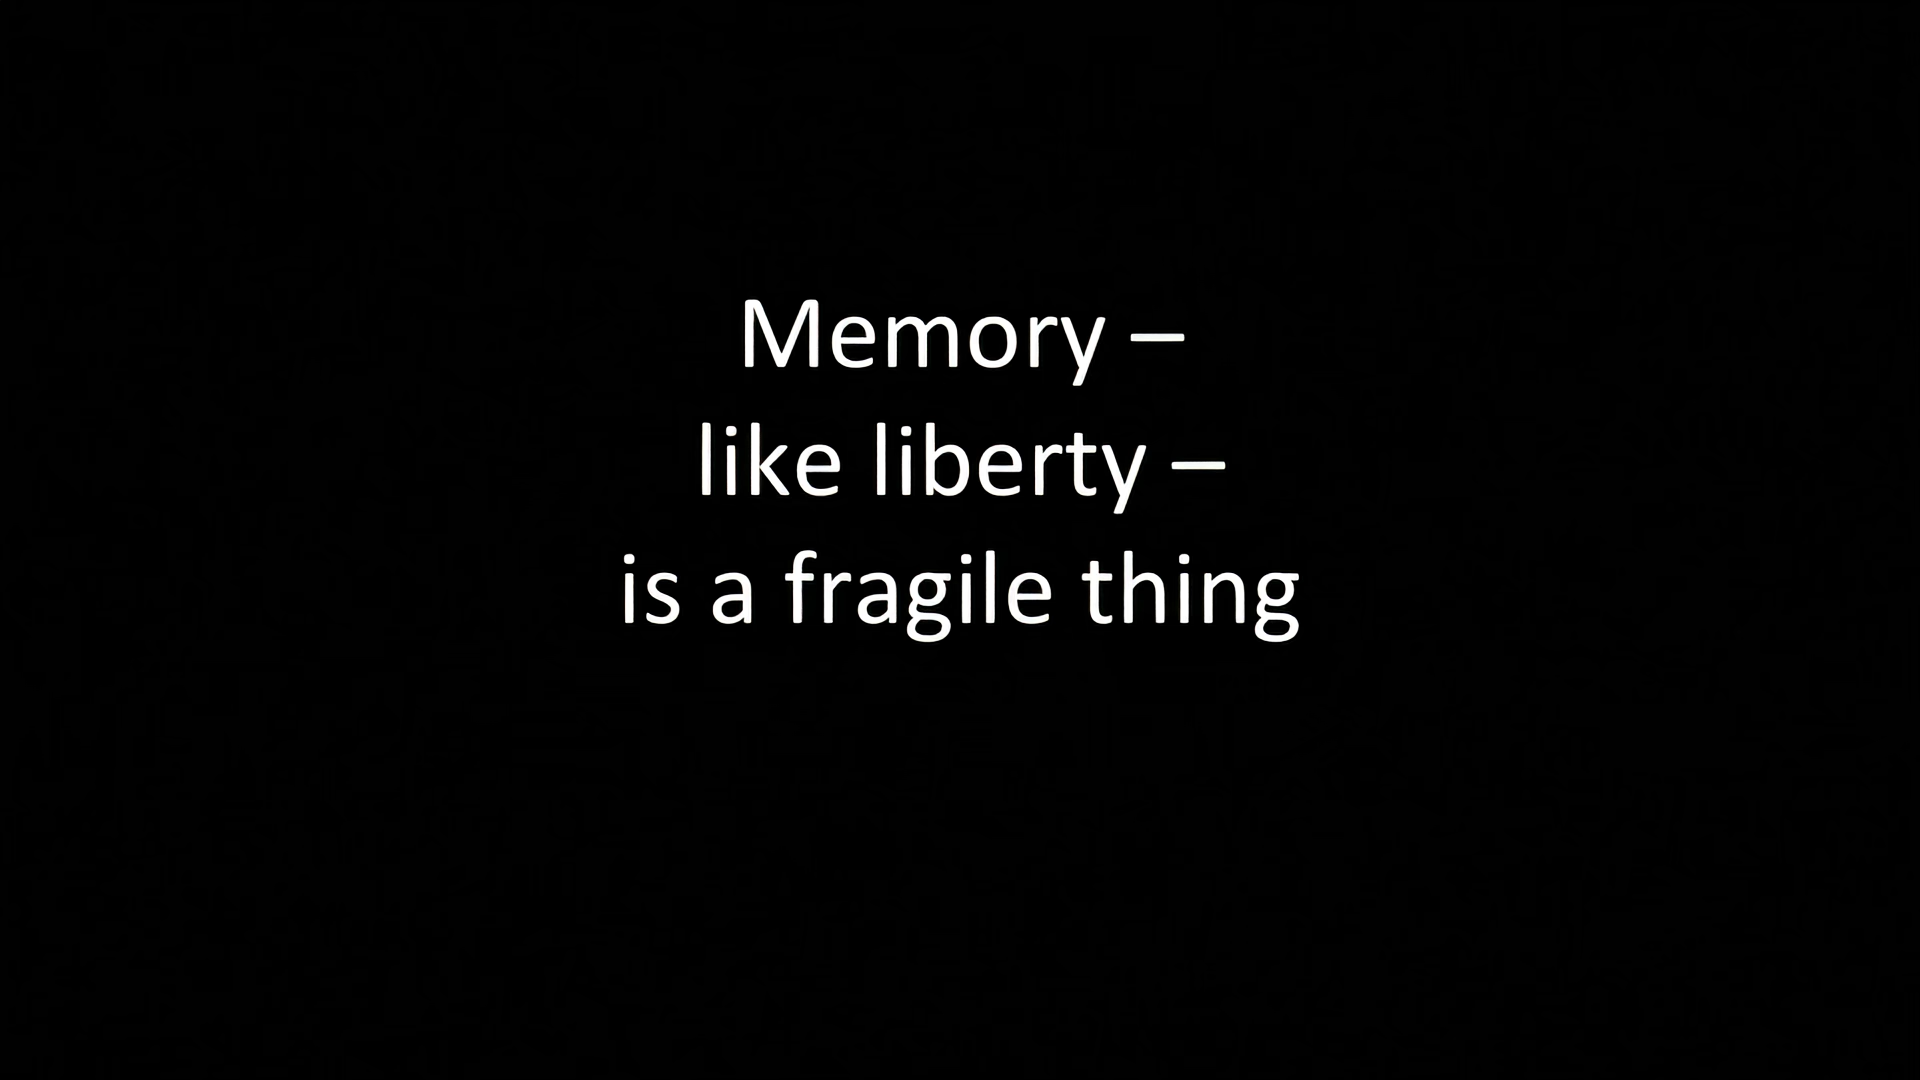 Memory –
like liberty –
is a fragile thing